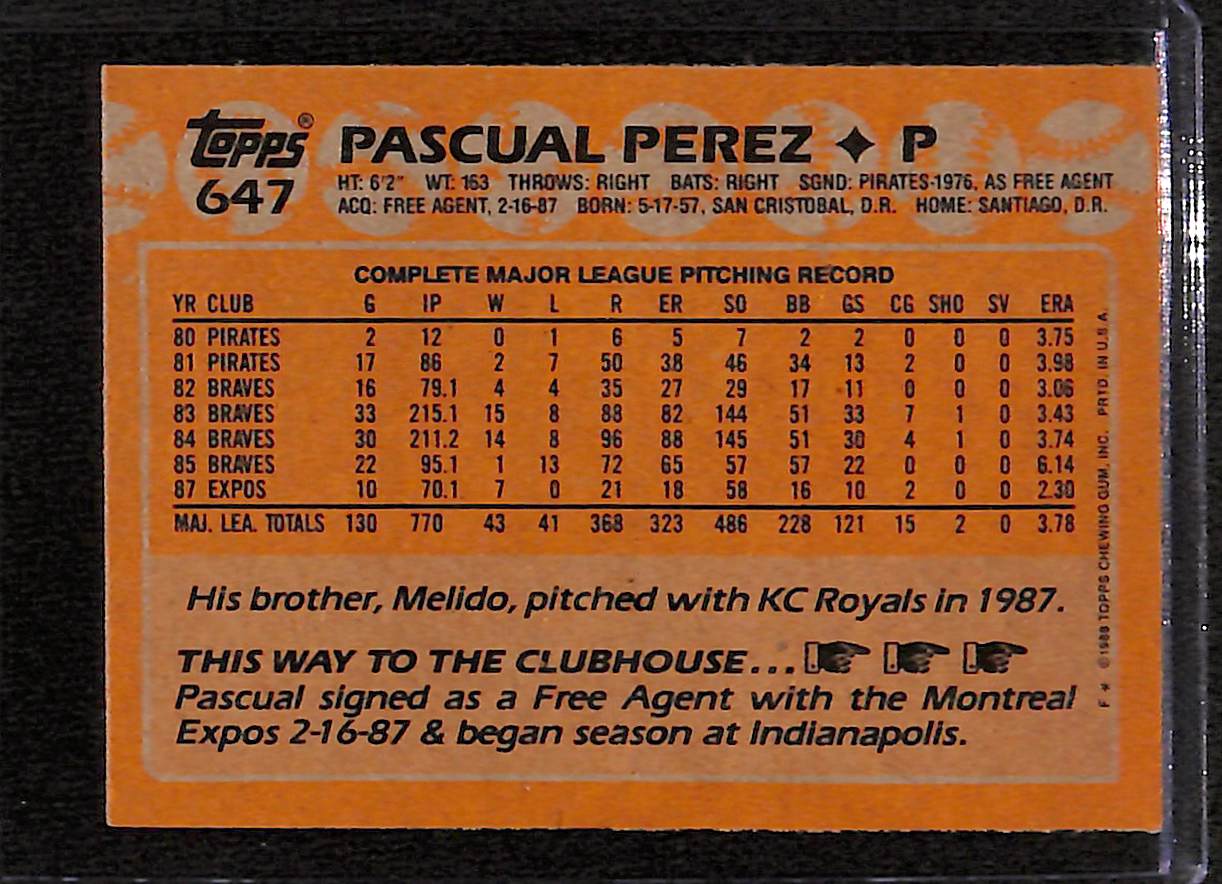 Topps®
647
PASCUAL PEREZ ✦ P
HT: 6'2" WT: 163 THROWS: RIGHT BATS: RIGHT SGND: PIRATES-1976, AS FREE AGENT
ACQ: FREE AGENT, 2-16-87 BORN: 5-17-57, SAN CRISTOBAL, D.R. HOME: SANTIAGO, D.R.
COMPLETE MAJOR LEAGUE PITCHING RECORD
YR CLUB G IP W L R ER SO BB GS CG SHO SV ERA
80 PIRATES 2 12 0 1 6 5 7 2 2 0 0 0 3.75
81 PIRATES 17 86 2 7 50 38 46 34 13 2 0 0 3.98
82 BRAVES 16 79.1 4 4 35 27 29 17 11 0 0 0 3.06
83 BRAVES 33 215.1 15 8 88 82 144 51 33 7 1 0 3.43
84 BRAVES 30 211.2 14 8 96 88 145 51 30 4 1 0 3.74
85 BRAVES 22 95.1 1 13 72 65 57 57 22 0 0 0 6.14
87 EXPOS 10 70.1 7 0 21 18 58 16 10 2 0 0 2.30
MAJ. LEA. TOTALS 130 770 43 41 368 323 486 228 121 15 2 0 3.78
His brother, Melido, pitched with KC Royals in 1987.
THIS WAY TO THE CLUBHOUSE...
Pascual signed as a Free Agent with the Montreal
Expos 2-16-87 & began season at Indianapolis.
F * ©1988 TOPPS CHEWING GUM, INC. PRTD. IN U.S.A.